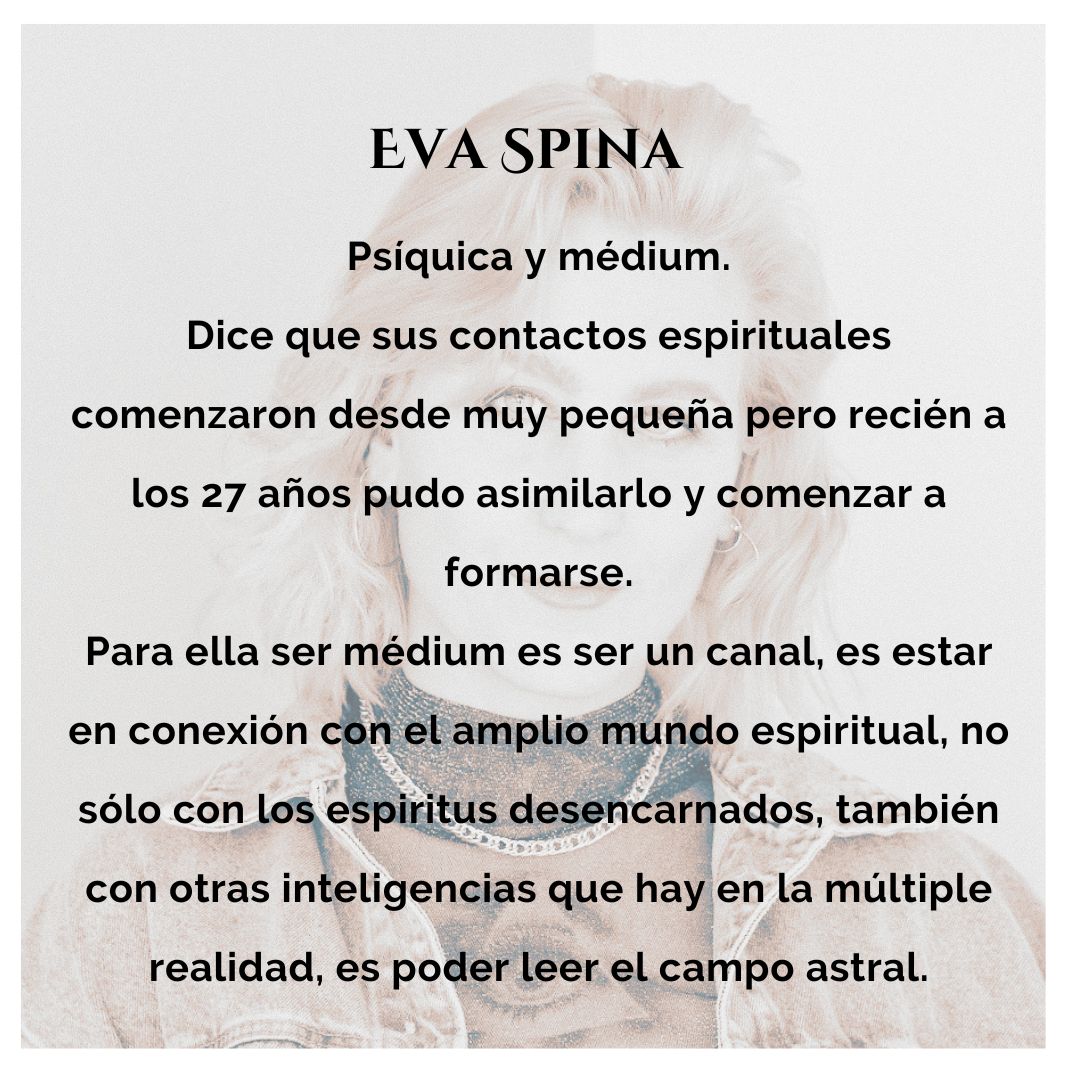 Eva Spina
Psíquica y médium.
Dice que sus contactos espirituales
comenzaron desde muy pequeña pero recién a
los 27 años pudo asimilarlo y comenzar a
formarse.
Para ella ser médium es ser un canal, es estar
en conexión con el amplio mundo espiritual, no
sólo con los espiritus desencarnados, también
con otras inteligencias que hay en la múltiple
realidad, es poder leer el campo astral.